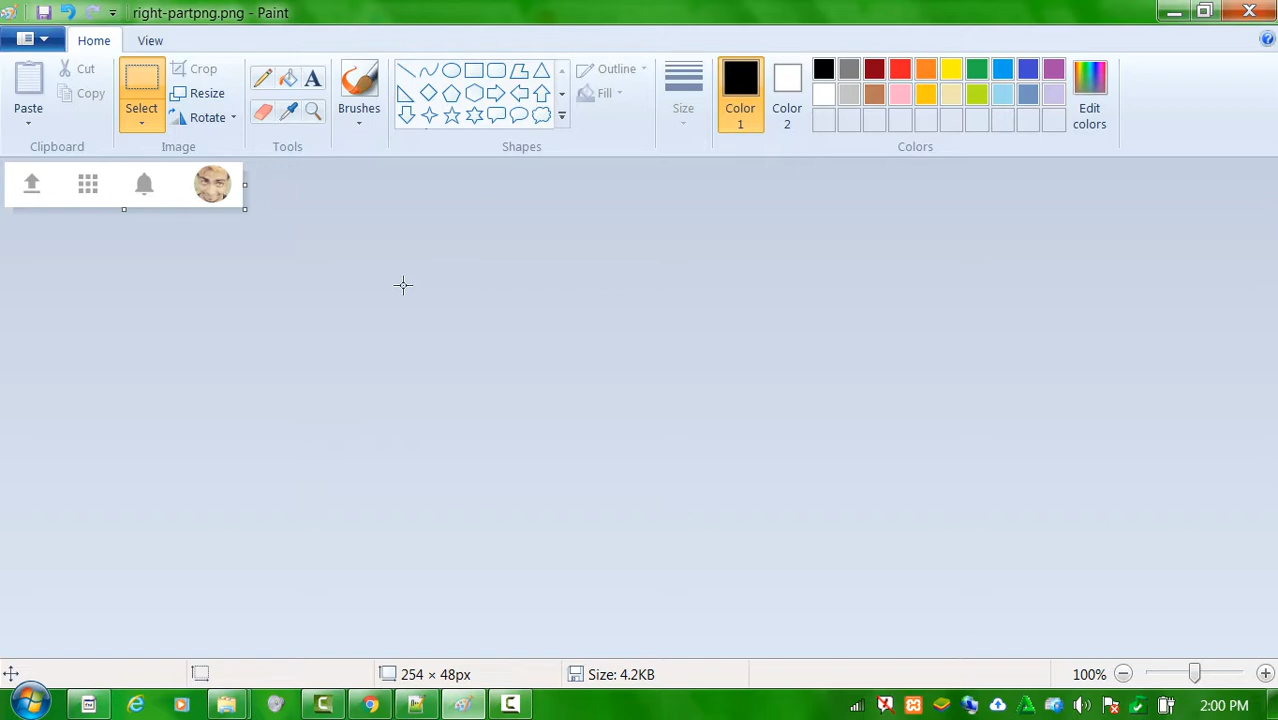 right-partpng.png - Paint
Home
View
Paste
Cut
Copy
Clipboard
Select
Crop
Resize
Rotate
Image
A
Tools
Brushes
Outline
Fill
Shapes
Size
Color
1
Color
2
Edit
colors
Colors
254 × 48px
Size: 4.2KB
100%
2:00 PM